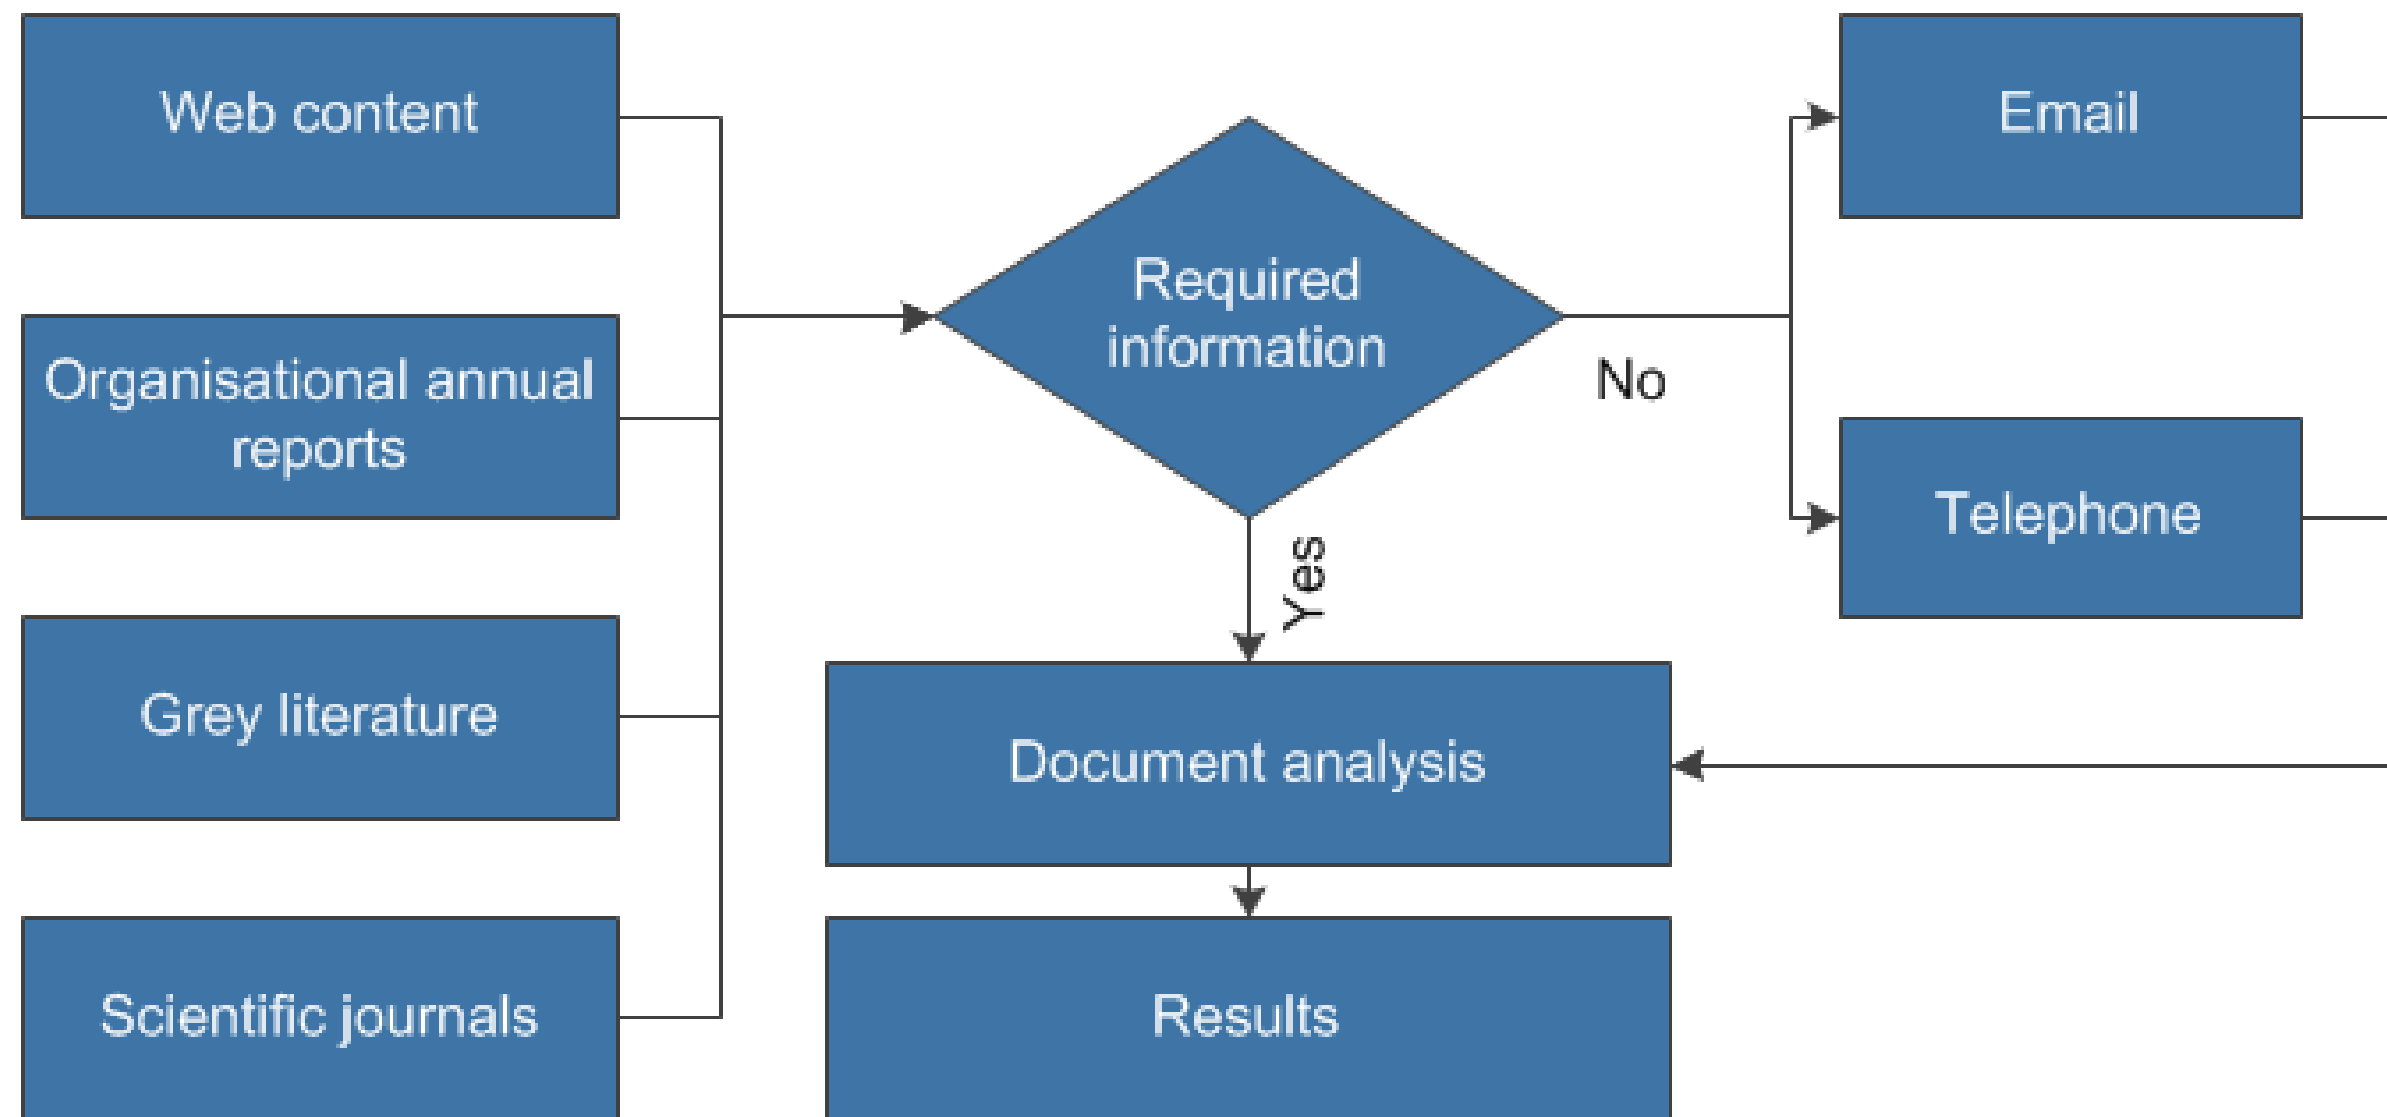 Web content
Organisational annual
reports
Grey literature
Scientific journals
Required
information
No
Yes
Email
Telephone
Document analysis
Results